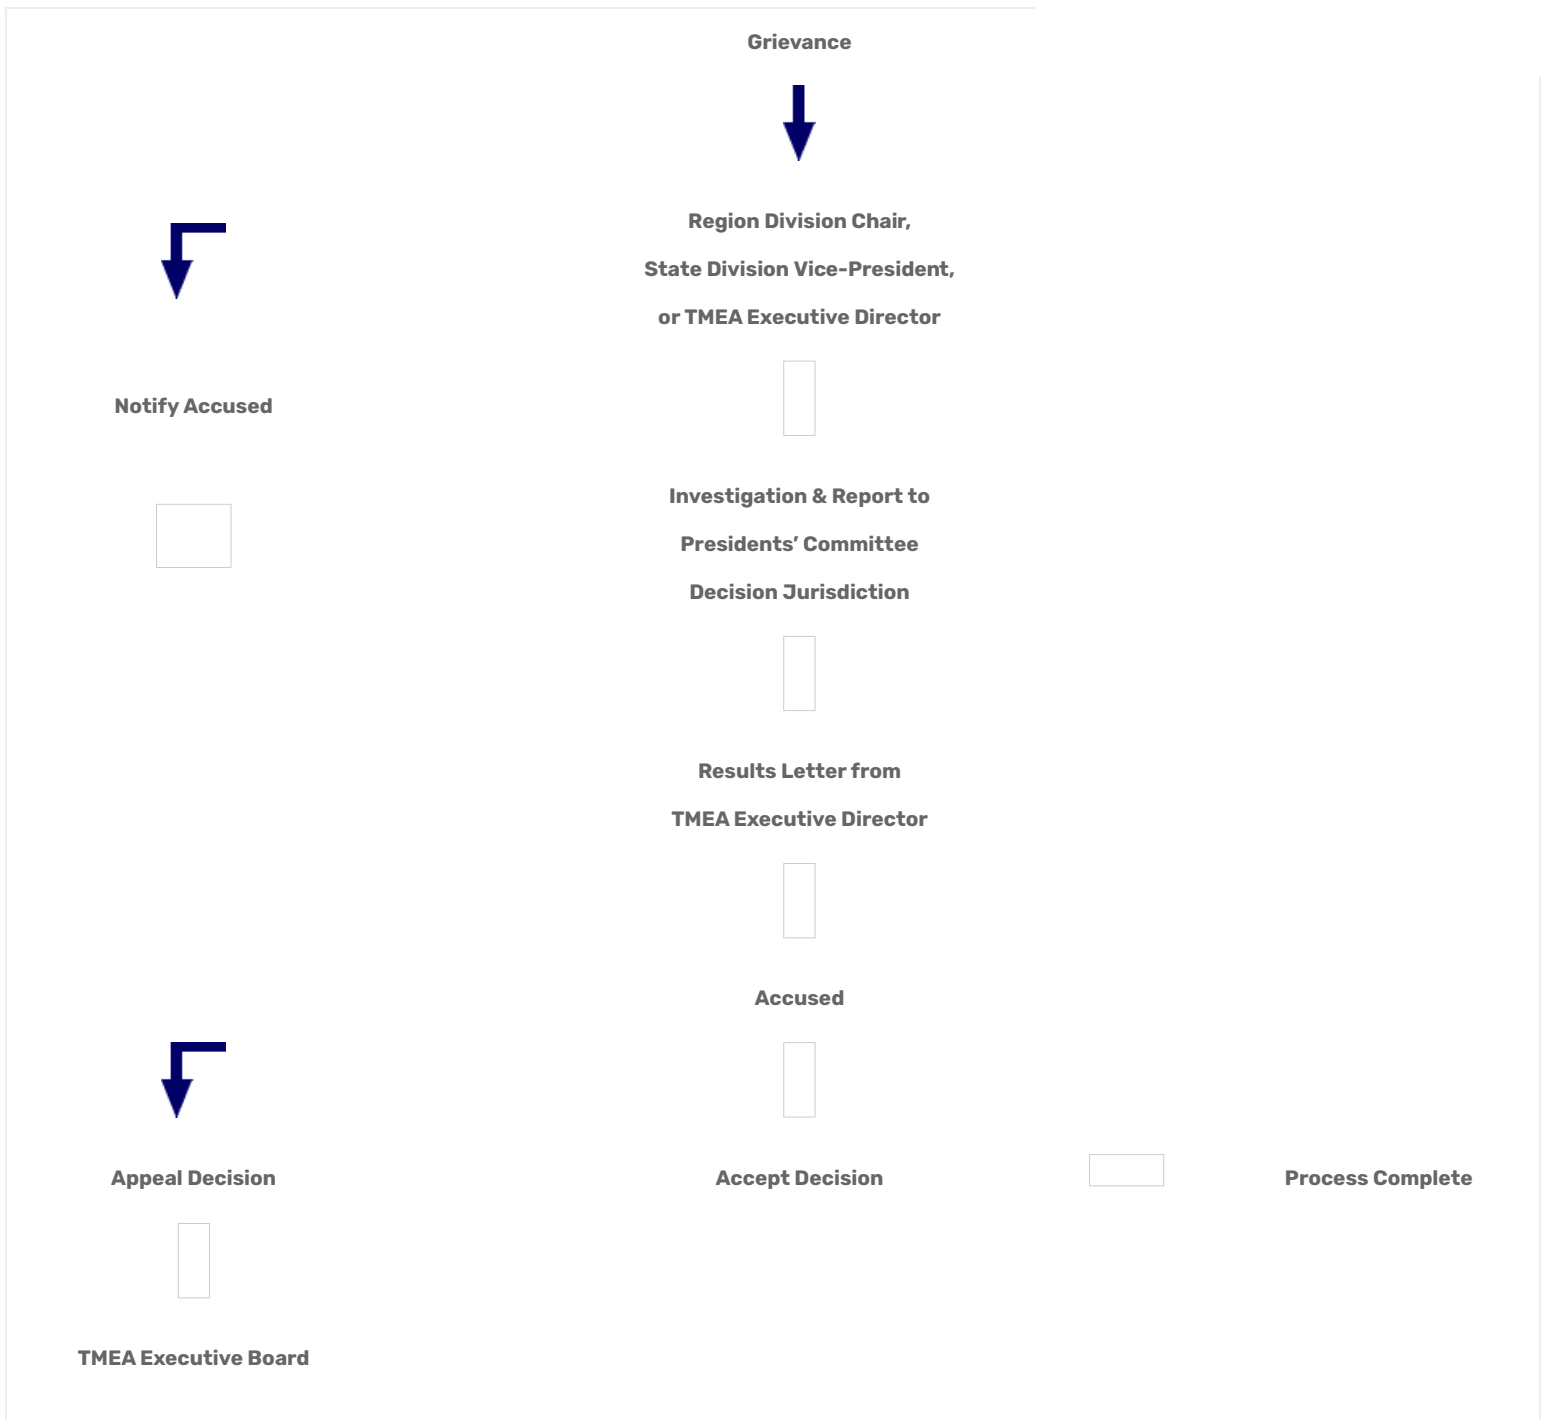 Grievance
Region Division Chair,
State Division Vice-President,
or TMEA Executive Director
Notify Accused
Investigation & Report to
Presidents’ Committee
Decision Jurisdiction
Results Letter from
TMEA Executive Director
Accused
Appeal Decision
Accept Decision
Process Complete
TMEA Executive Board